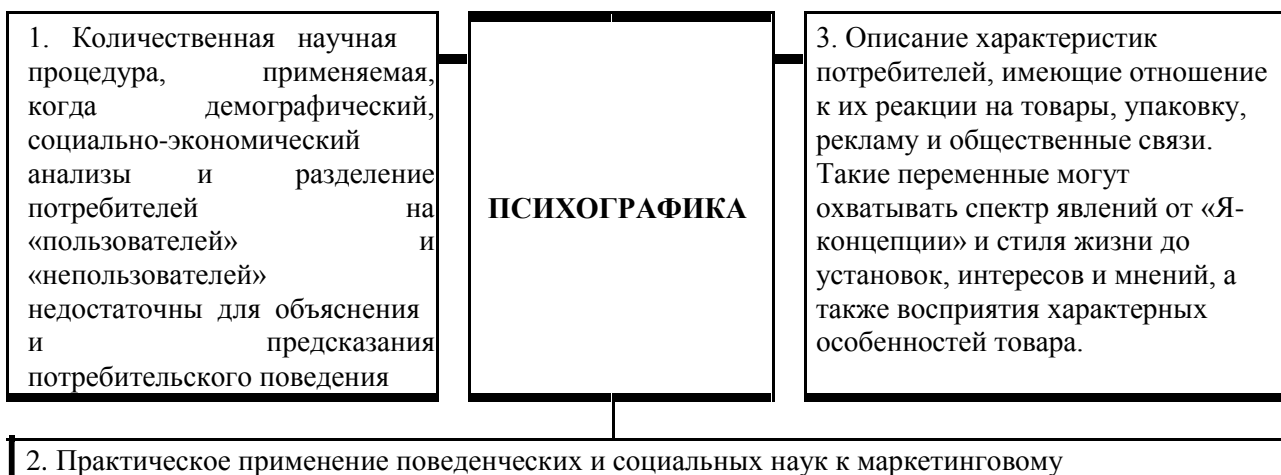 1. Количественная научная
процедура, применяемая,
когда демографический,
социально-экономический
анализы и разделение
потребителей на
«пользователей» и
«непользователей»
недостаточны для объяснения
и предсказания
потребительского поведения
ПСИХОГРАФИКА
3. Описание характеристик
потребителей, имеющие отношение
к их реакции на товары, упаковку,
рекламу и общественные связи.
Такие переменные могут
охватывать спектр явлений от «Я-
концепции» и стиля жизни до
установок, интересов и мнений, а
также восприятия характерных
особенностей товара.
2. Практическое применение поведенческих и социальных наук к маркетинговому